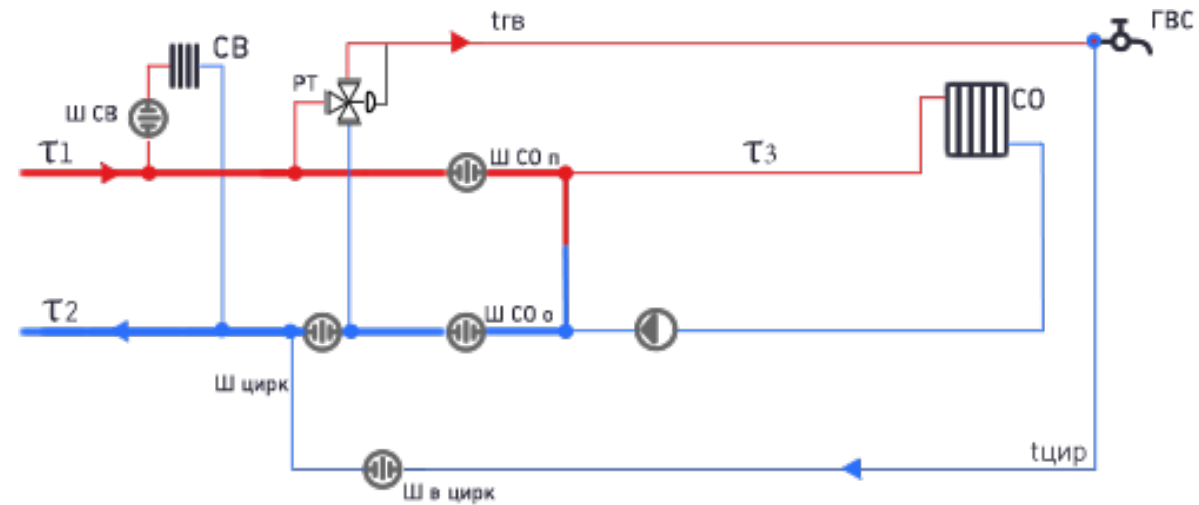 tгв
ГВС
СВ
РТ
Ш СВ
СО
τ1
Ш СО п
τ3
τ2
Ш СО о
Ш цирк
tцир
Ш в цирк